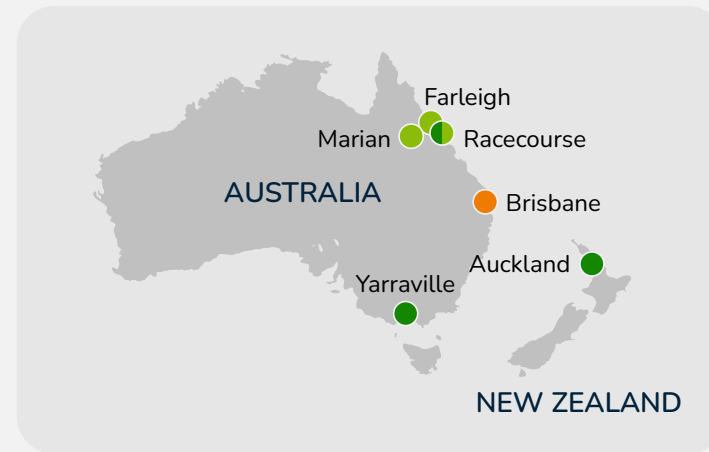 Farleigh
Marian
Racecourse
AUSTRALIA
Brisbane
Auckland
Yarraville
NEW ZEALAND